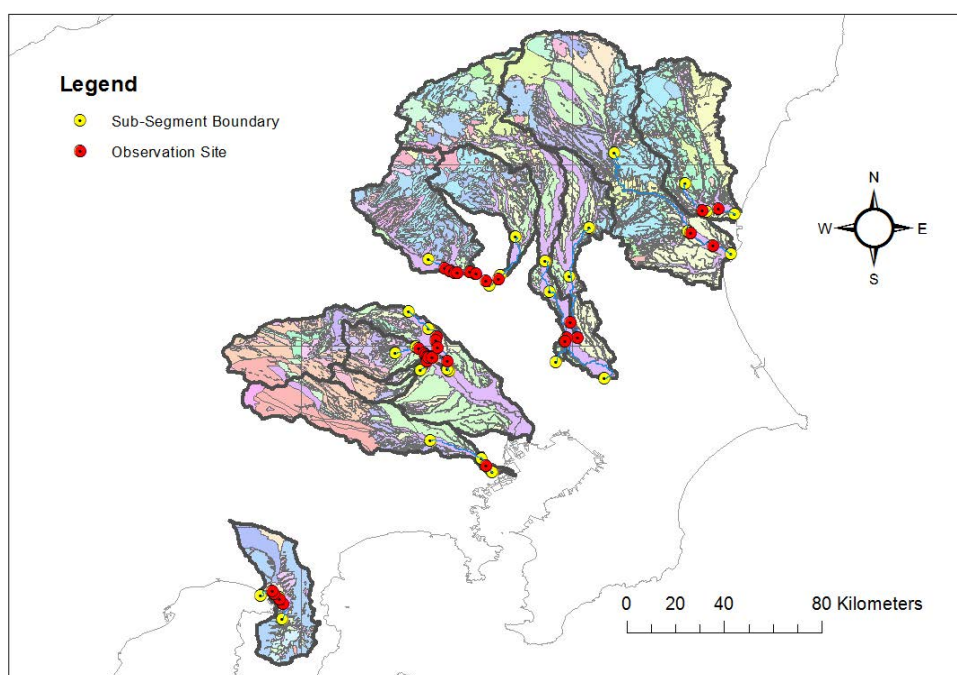 Legend
Sub-Segment Boundary
Observation Site
N
W E
S
0 20 40 80 Kilometers